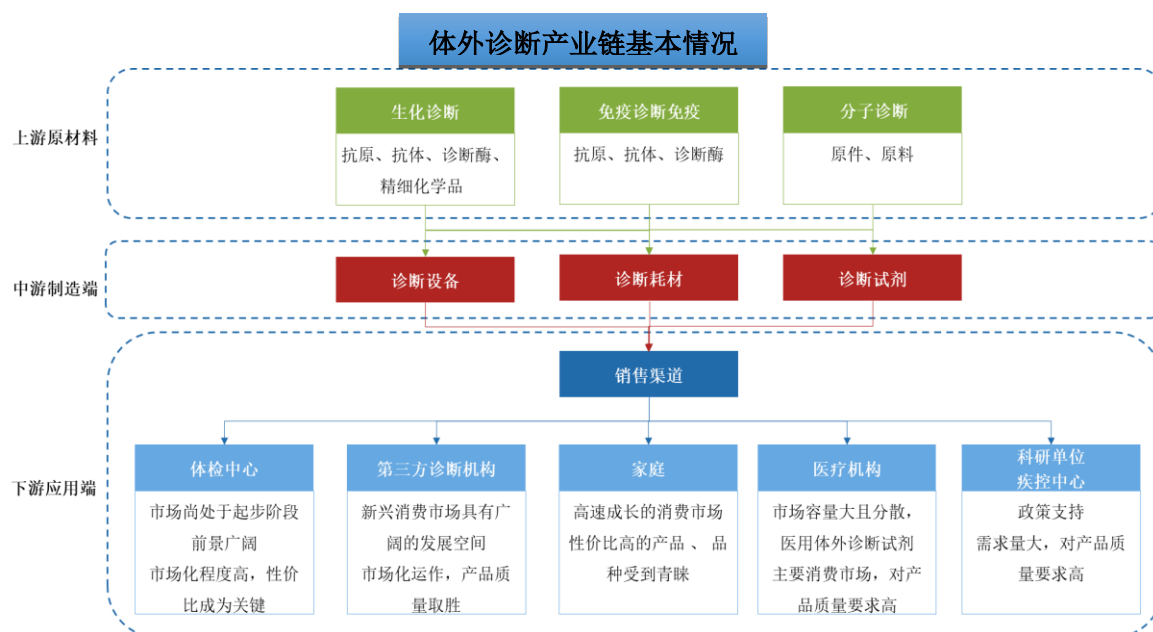 体外诊断产业链基本情况
上游原材料
生化诊断
抗原、抗体、诊断酶、
精细化学品
免疫诊断免疫
抗原、抗体、诊断酶
分子诊断
原件、原料
中游制造端
诊断设备
诊断耗材
诊断试剂
下游应用端
销售渠道
体检中心
市场尚处于起步阶段
前景广阔
市场化程度高，性价
比成为关键
第三方诊断机构
新兴消费市场具有广
阔的发展空间
市场化运作，产品质
量取胜
家庭
高速成长的消费市场
性价比高的产品 、 品
种受到青睐
医疗机构
市场容量大且分散，
医用体外诊断试剂
主要消费市场，对产
品质量要求高
科研单位
疾控中心
政策支持
需求量大，对产品质
量要求高